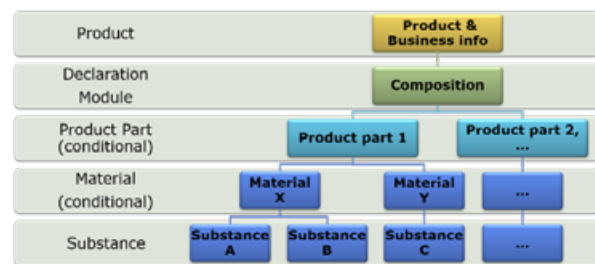 Product
Product &
Business info
Declaration
Module
Composition
Product Part
(conditional)
Product part 1
Product part 2,
...
Material
(conditional)
Material
X
Material
Y
...
Substance
Substance
A
Substance
B
Substance
C
...